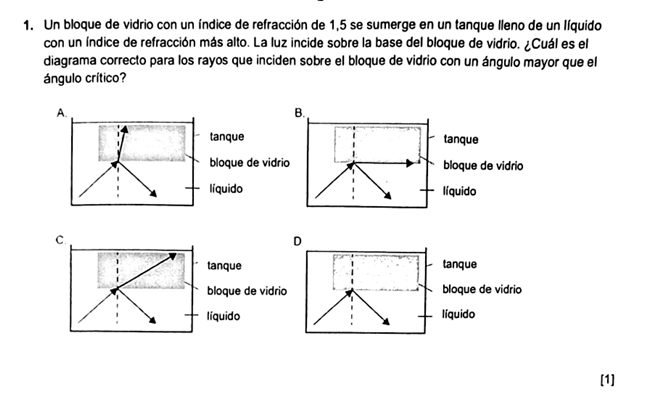 1. Un bloque de vidrio con un índice de refracción de 1,5 se sumerge en un tanque lleno de un líquido
con un índice de refracción más alto. La luz incide sobre la base del bloque de vidrio. ¿Cuál es el
diagrama correcto para los rayos que inciden sobre el bloque de vidrio con un ángulo mayor que el
ángulo crítico?
A.
tanque
bloque de vidrio
líquido
B.
tanque
bloque de vidrio
líquido
C.
tanque
bloque de vidrio
líquido
D
tanque
bloque de vidrio
líquido
[1]